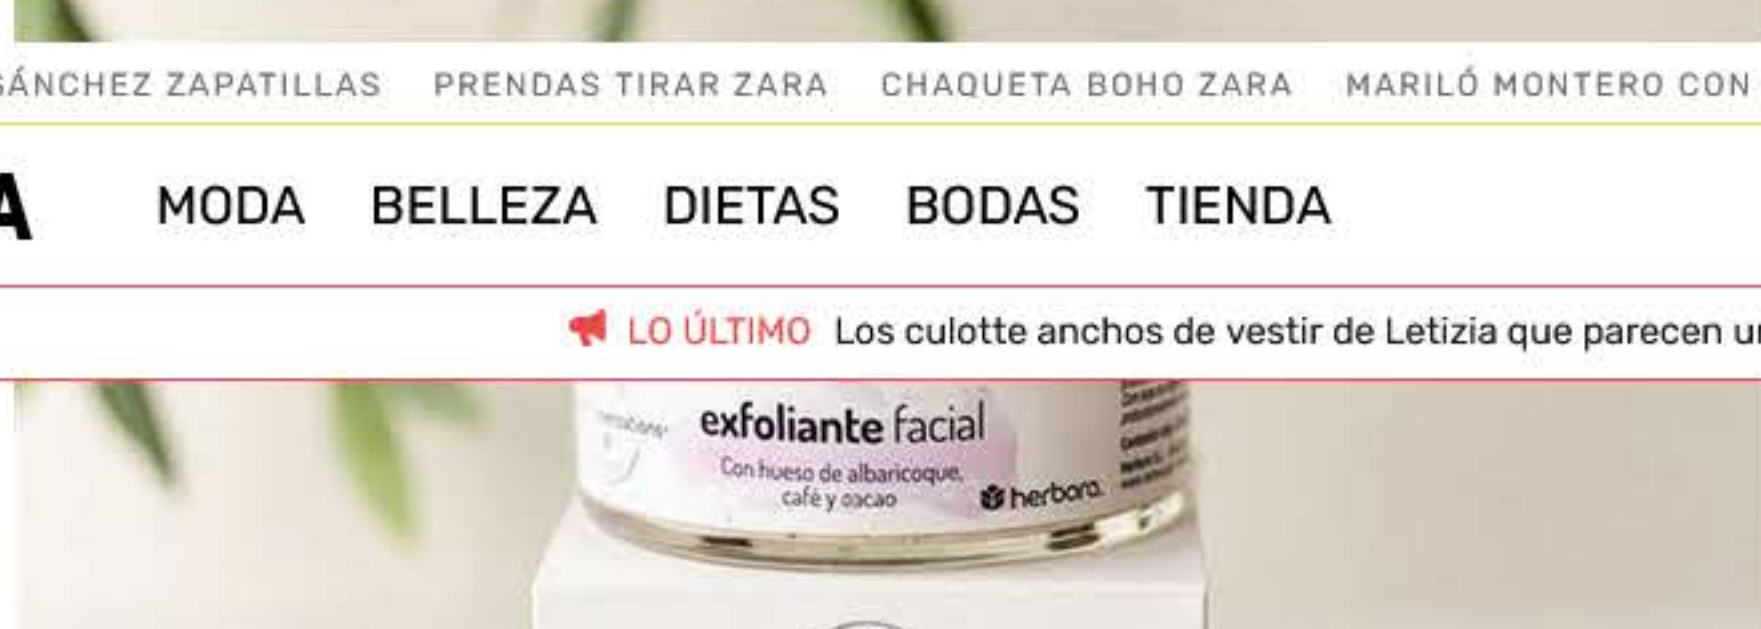 SÁNCHEZ ZAPATILLAS PRENDAS TIRAR ZARA CHAQUETA BOHO ZARA MARILÓ MONTERO CON
A MODA BELLEZA DIETAS BODAS TIENDA
LO ÚLTIMO Los culotte anchos de vestir de Letizia que parecen
exfoliante facial
Con hueso de albaricoque,
café y cacao
herbora.